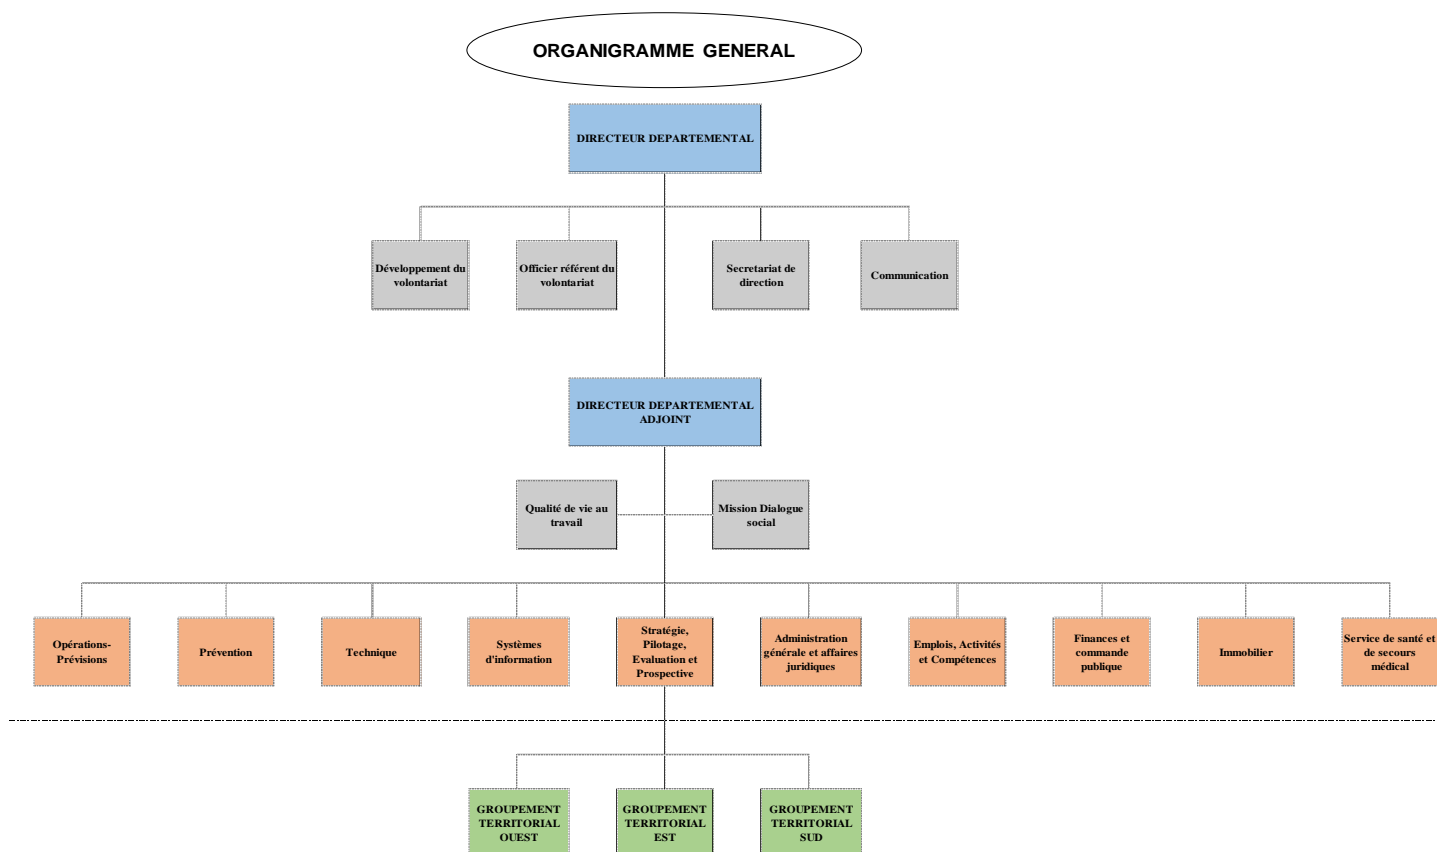 ORGANIGRAMME GENERAL
DIRECTEUR DEPARTEMENTAL
Développement du
volontariat
Officier référent du
volontariat
Secretariat de
direction
Communication
DIRECTEUR DEPARTEMENTAL
ADJOINT
Qualité de vie au
travail
Mission Dialogue
social
Opérations-
Prévisions
Prévention
Technique
Systèmes
d'information
Stratégie,
Pilotage,
Evaluation et
Prospective
Administration
générale et affaires
juridiques
Emplois, Activités
et Compétences
Finances et
commande
publique
Immobilier
Service de santé et
de secours
médical
GROUPEMENT
TERRITORIAL
OUEST
GROUPEMENT
TERRITORIAL
EST
GROUPEMENT
TERRITORIAL
SUD